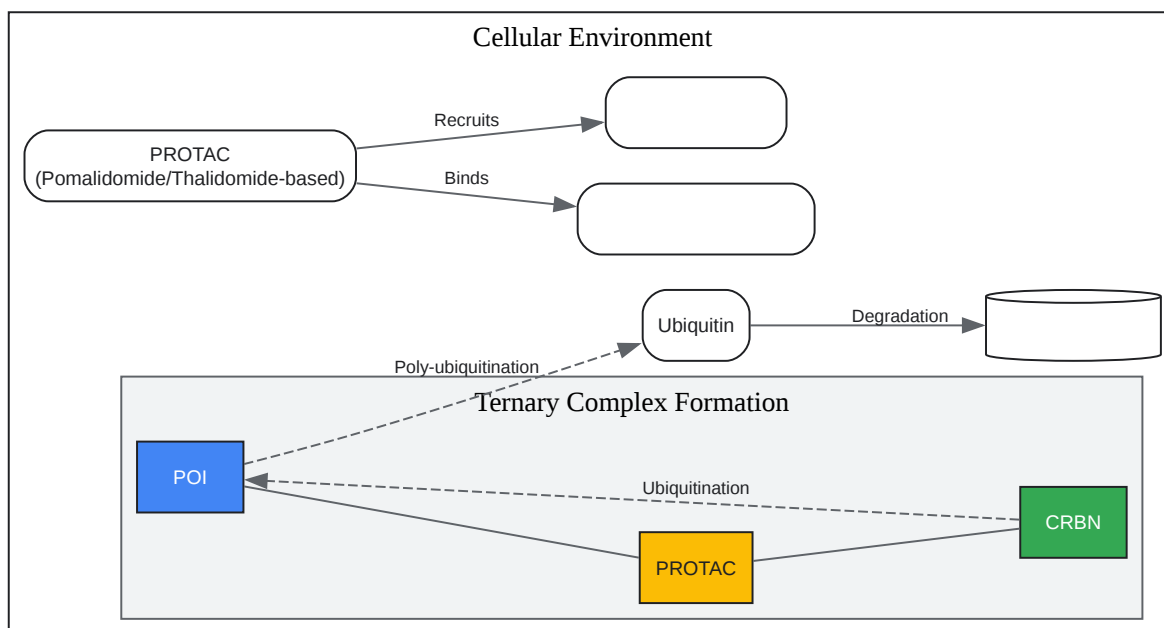 Cellular Environment
Recruits
PROTAC
(Pomalidomide/Thalidomide-based)
Binds
Ubiquitin
Degradation
Poly-ubiquitination
Ternary Complex Formation
POI
Ubiquitination
CRBN
PROTAC